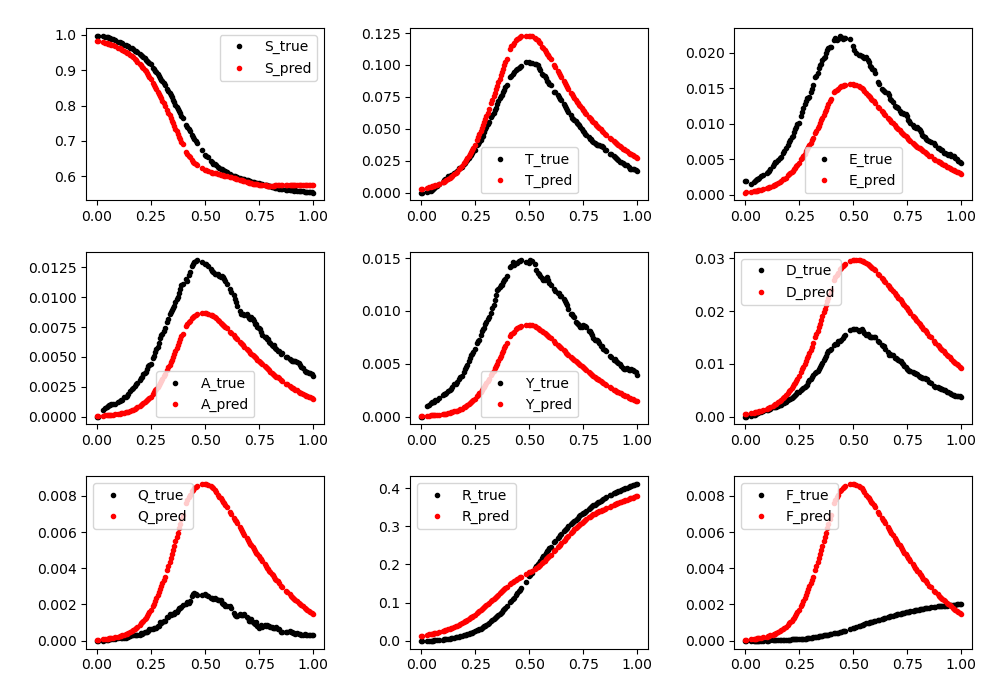 1.0
0.9
0.8
0.7
0.6
S_true
S_pred
0.00 0.25 0.50 0.75 1.00
0.125
0.100
0.075
0.050
0.025
0.000
T_true
T_pred
0.00 0.25 0.50 0.75 1.00
0.020
0.015
0.010
0.005
0.000
E_true
E_pred
0.00 0.25 0.50 0.75 1.00
0.0125
0.0100
0.0075
0.0050
0.0025
0.0000
A_true
A_pred
0.00 0.25 0.50 0.75 1.00
0.015
0.010
0.005
0.000
Y_true
Y_pred
0.00 0.25 0.50 0.75 1.00
0.03
0.02
0.01
0.00
D_true
D_pred
0.00 0.25 0.50 0.75 1.00
0.008
0.006
0.004
0.002
0.000
Q_true
Q_pred
0.00 0.25 0.50 0.75 1.00
0.4
0.3
0.2
0.1
0.0
R_true
R_pred
0.00 0.25 0.50 0.75 1.00
0.008
0.006
0.004
0.002
0.000
F_true
F_pred
0.00 0.25 0.50 0.75 1.00